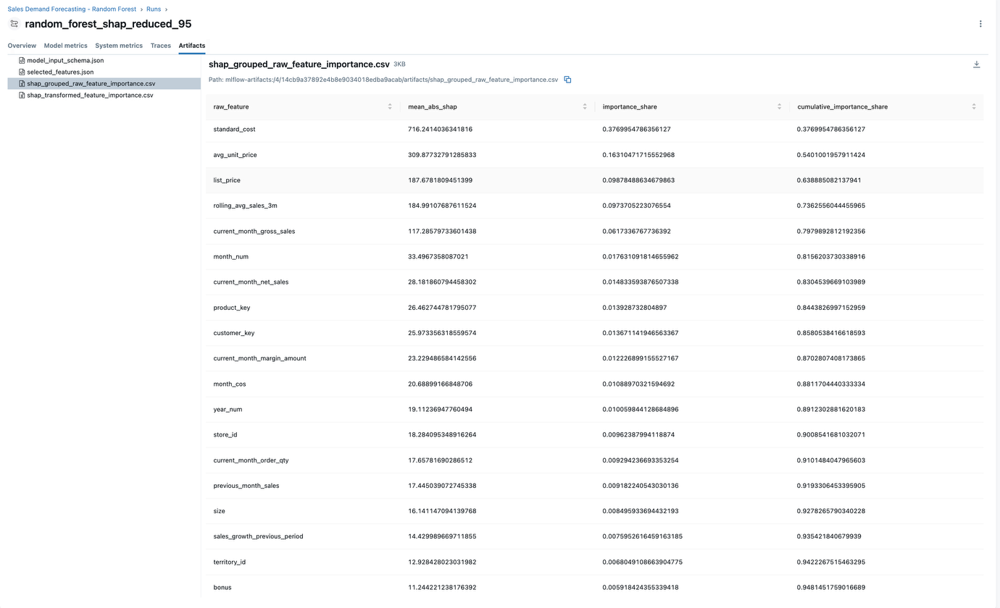 Sales Demand Forecasting - Random Forest › Runs ›
random_forest_shap_reduced_95
Overview Model metrics System metrics Traces Artifacts
model_input_schema.json
selected_features.json
shap_grouped_raw_feature_importance.csv
shap_transformed_feature_importance.csv
shap_grouped_raw_feature_importance.csv 3KB
Path: mlflow-artifacts:/4/14cb9a37892e4b8e9034018edba9acab/artifacts/shap_grouped_raw_feature_importance.csv
raw_feature mean_abs_shap importance_share cumulative_importance_share
standard_cost 716.2414036341816 0.3769954786356127 0.3769954786356127
avg_unit_price 309.87732791285833 0.16310471715552968 0.5401001957911424
list_price 187.6781809451399 0.09878488634679863 0.638885082137941
rolling_avg_sales_3m 184.99107687611524 0.0973705223076554 0.7362556044455965
current_month_gross_sales 117.28579733601438 0.0617336767736392 0.7979892812192356
month_num 33.4967358087021 0.017631091814655962 0.8156203730338916
current_month_net_sales 28.181860794458302 0.014833593876507338 0.8304539669103989
product_key 26.462744781795077 0.013928732804897 0.8443826997152959
customer_key 25.973356318559574 0.013671141946563367 0.8580538416618593
current_month_margin_amount 23.229486584142556 0.012226899155527167 0.8702807408173865
month_cos 20.68899166848706 0.01088970321594692 0.8811704440333334
year_num 19.11236947760494 0.010059844128684896 0.8912302881620183
store_id 18.284095348916264 0.00962387994118874 0.9008541681032071
current_month_order_qty 17.65781690286512 0.009294236693353254 0.9101484047965603
previous_month_sales 17.445039072745338 0.009182240543030136 0.9193306453395905
size 16.141147094139768 0.008495933694432193 0.9278265790340228
sales_growth_previous_period 14.429989669711855 0.0075952616459163185 0.935421840679939
territory_id 12.928428023031982 0.0068049108663904775 0.9422267515463295
bonus 11.244221238176392 0.005918424355339418 0.9481451759016689